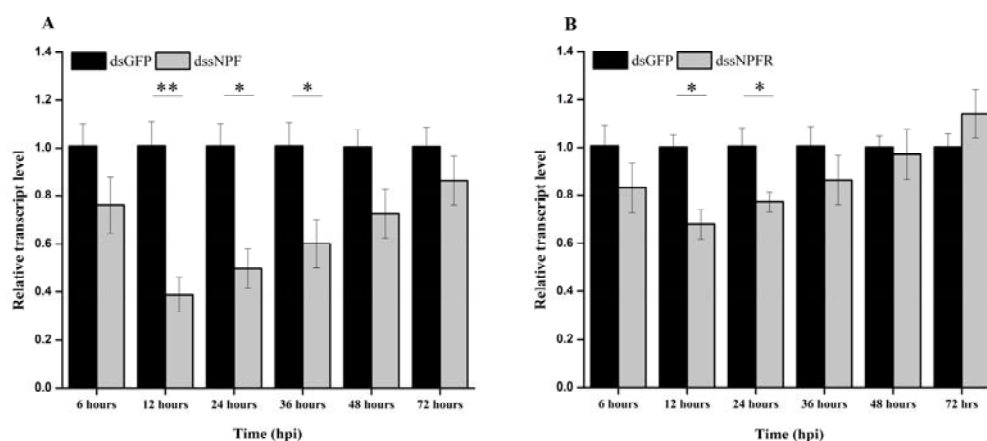 A
dsGFP dssNPF
** * *
Relative transcript level
1.4
1.2
1.0
0.8
0.6
0.4
0.2
0.0
6 hours 12 hours 24 hours 36 hours 48 hours 72 hours
Time (hpi)
B
dsGFP dssNPFR
* *
Relative transcript level
1.4
1.2
1.0
0.8
0.6
0.4
0.2
0.0
6 hours 12 hours 24 hours 36 hours 48 hours 72 hrs
Time (hpi)